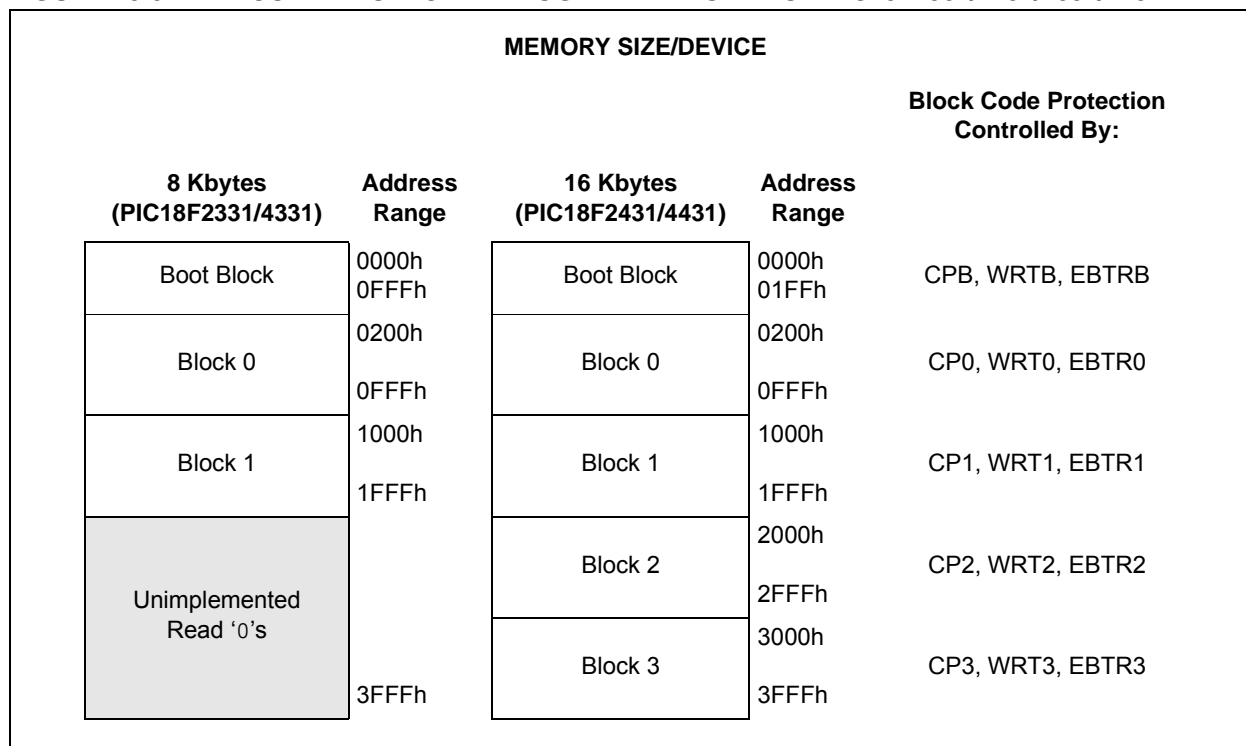 MEMORY SIZE/DEVICE
Block Code Protection
Controlled By:
8 Kbytes
(PIC18F2331/4331)
Address
Range
16 Kbytes
(PIC18F2431/4431)
Address
Range
Boot Block
0000h
0FFFh
Boot Block
0000h
01FFh
CPB, WRTB, EBTRB
Block 0
0200h
0FFFh
Block 0
0200h
0FFFh
CP0, WRT0, EBTR0
Block 1
1000h
1FFFh
Block 1
1000h
1FFFh
CP1, WRT1, EBTR1
Unimplemented
Read ‘0’s
3FFFh
Block 2
2000h
2FFFh
CP2, WRT2, EBTR2
Block 3
3000h
3FFFh
CP3, WRT3, EBTR3